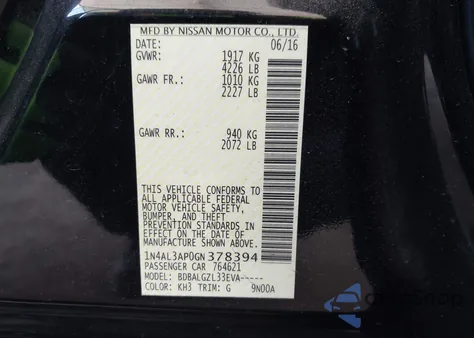 MFD BY NISSAN MOTOR CO., LTD.
DATE: 06/16
GVWR: 1917 KG
4226 LB
GAWR FR.: 1010 KG
2227 LB
GAWR RR.: 940 KG
2072 LB
THIS VEHICLE CONFORMS TO
ALL APPLICABLE FEDERAL
MOTOR VEHICLE SAFETY,
BUMPER, AND THEFT
PREVENTION STANDARDS
IN EFFECT ON THE DATE OF
MANUFACTURE SHOWN ABOVE.
1N4AL3AP0GN378394
PASSENGER CAR 764621
MODEL: BDBALGZL33EVA-----
COLOR: KH3 TRIM: G 9N00A